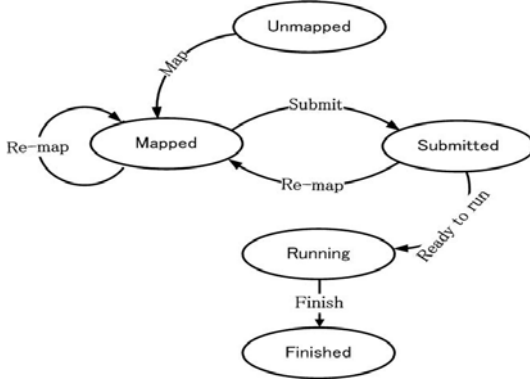 Unmapped
Map
Submit
Re-map
Mapped
Submitted
Re-map
Ready to run
Running
Finish
Finished